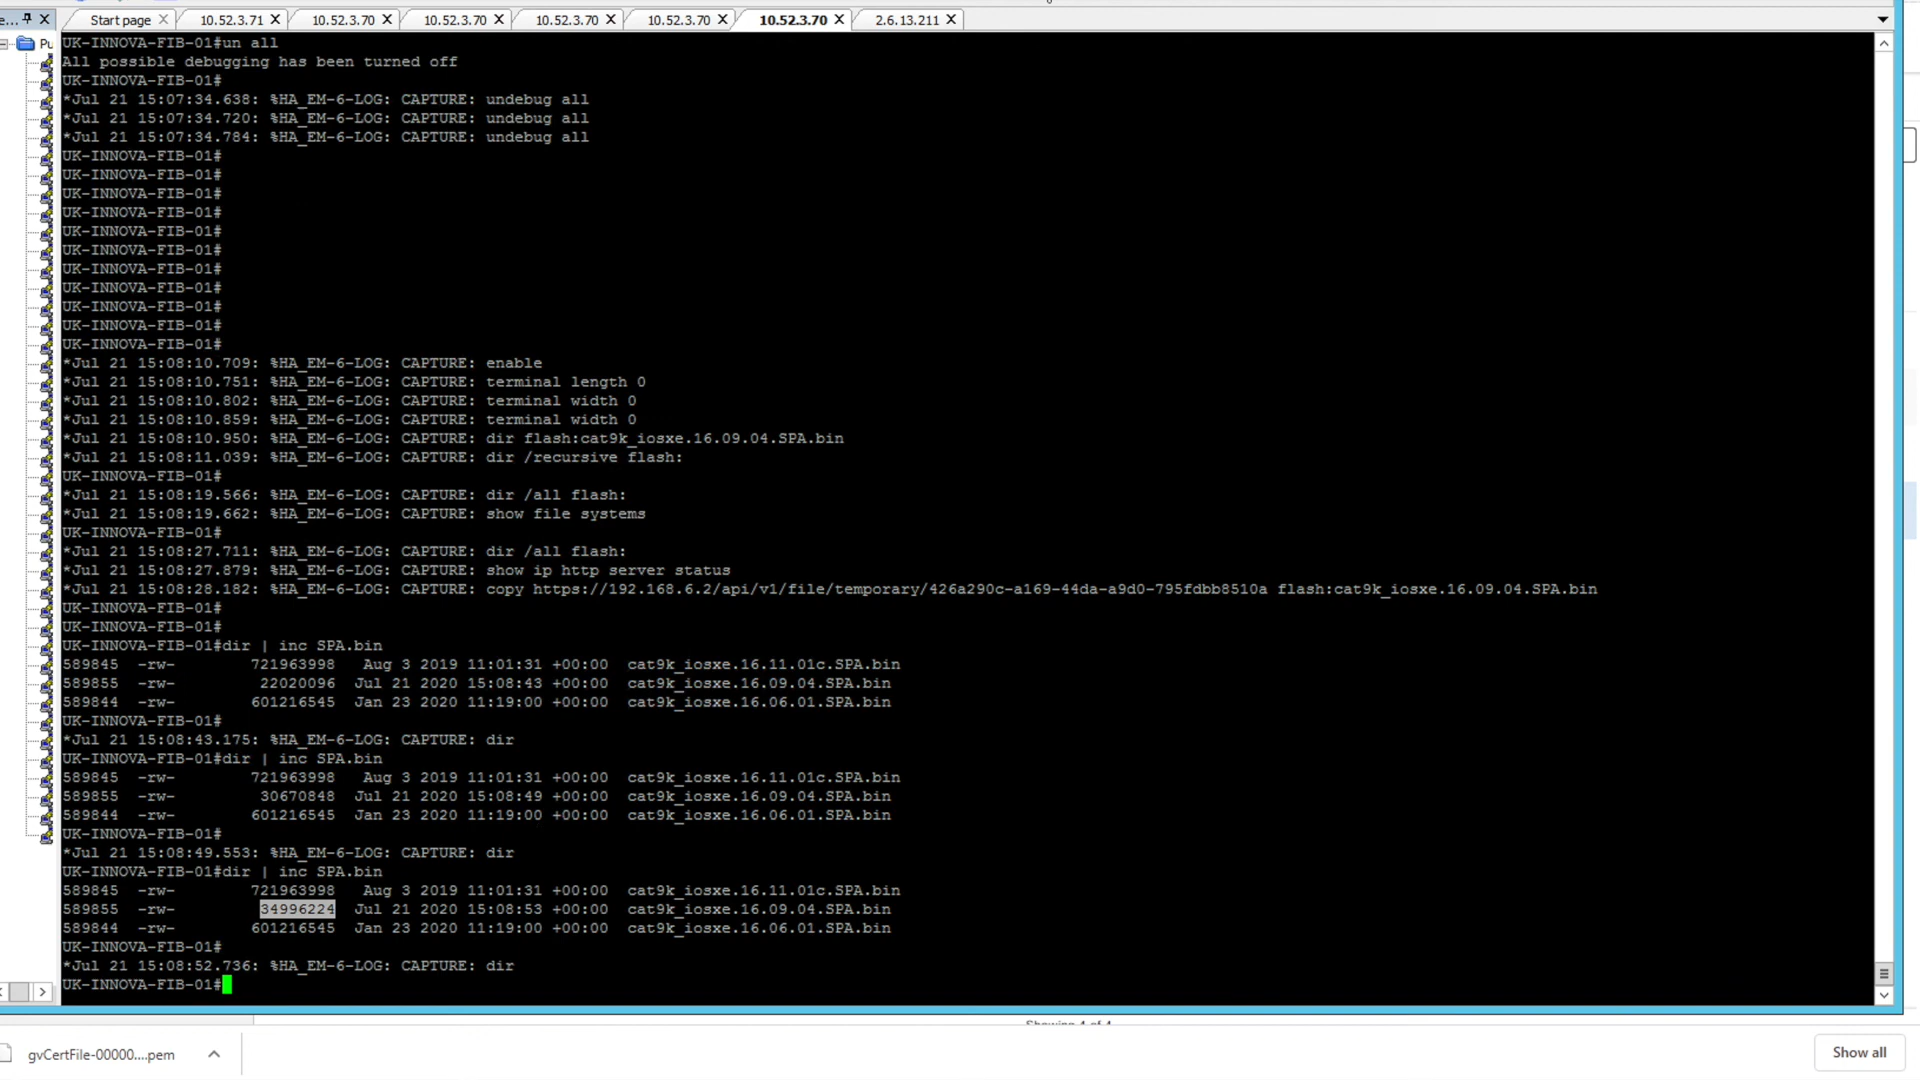 e...
Start page
10.52.3.71
10.52.3.70
10.52.3.70
10.52.3.70
10.52.3.70
10.52.3.70
2.6.13.211
Pu
UK-INNOVA-FIB-01#un all
All possible debugging has been turned off
UK-INNOVA-FIB-01#
*Jul 21 15:07:34.638: %HA_EM-6-LOG: CAPTURE: undebug all
*Jul 21 15:07:34.720: %HA_EM-6-LOG: CAPTURE: undebug all
*Jul 21 15:07:34.784: %HA_EM-6-LOG: CAPTURE: undebug all
UK-INNOVA-FIB-01#
UK-INNOVA-FIB-01#
UK-INNOVA-FIB-01#
UK-INNOVA-FIB-01#
UK-INNOVA-FIB-01#
UK-INNOVA-FIB-01#
UK-INNOVA-FIB-01#
UK-INNOVA-FIB-01#
UK-INNOVA-FIB-01#
UK-INNOVA-FIB-01#
UK-INNOVA-FIB-01#
*Jul 21 15:08:10.709: %HA_EM-6-LOG: CAPTURE: enable
*Jul 21 15:08:10.751: %HA_EM-6-LOG: CAPTURE: terminal length 0
*Jul 21 15:08:10.802: %HA_EM-6-LOG: CAPTURE: terminal width 0
*Jul 21 15:08:10.859: %HA_EM-6-LOG: CAPTURE: terminal width 0
*Jul 21 15:08:10.950: %HA_EM-6-LOG: CAPTURE: dir flash:cat9k_iosxe.16.09.04.SPA.bin
*Jul 21 15:08:11.039: %HA_EM-6-LOG: CAPTURE: dir /recursive flash:
UK-INNOVA-FIB-01#
*Jul 21 15:08:19.566: %HA_EM-6-LOG: CAPTURE: dir /all flash:
*Jul 21 15:08:19.662: %HA_EM-6-LOG: CAPTURE: show file systems
UK-INNOVA-FIB-01#
*Jul 21 15:08:27.711: %HA_EM-6-LOG: CAPTURE: dir /all flash:
*Jul 21 15:08:27.879: %HA_EM-6-LOG: CAPTURE: show ip http server status
*Jul 21 15:08:28.182: %HA_EM-6-LOG: CAPTURE: copy https://192.168.6.2/api/v1/file/temporary/426a290c-a169-44da-a9d0-795fdbb8510a flash:cat9k_iosxe.16.09.04.SPA.bin
UK-INNOVA-FIB-01#
UK-INNOVA-FIB-01#
UK-INNOVA-FIB-01#dir | inc SPA.bin
589845 -rw- 721963998 Aug 3 2019 11:01:31 +00:00 cat9k_iosxe.16.11.01c.SPA.bin
589855 -rw- 22020096 Jul 21 2020 15:08:43 +00:00 cat9k_iosxe.16.09.04.SPA.bin
589844 -rw- 601216545 Jan 23 2020 11:19:00 +00:00 cat9k_iosxe.16.06.01.SPA.bin
UK-INNOVA-FIB-01#
*Jul 21 15:08:43.175: %HA_EM-6-LOG: CAPTURE: dir
UK-INNOVA-FIB-01#dir | inc SPA.bin
589845 -rw- 721963998 Aug 3 2019 11:01:31 +00:00 cat9k_iosxe.16.11.01c.SPA.bin
589855 -rw- 30670848 Jul 21 2020 15:08:49 +00:00 cat9k_iosxe.16.09.04.SPA.bin
589844 -rw- 601216545 Jan 23 2020 11:19:00 +00:00 cat9k_iosxe.16.06.01.SPA.bin
UK-INNOVA-FIB-01#
*Jul 21 15:08:49.553: %HA_EM-6-LOG: CAPTURE: dir
UK-INNOVA-FIB-01#dir | inc SPA.bin
589845 -rw- 721963998 Aug 3 2019 11:01:31 +00:00 cat9k_iosxe.16.11.01c.SPA.bin
589855 -rw- 34996224 Jul 21 2020 15:08:53 +00:00 cat9k_iosxe.16.09.04.SPA.bin
589844 -rw- 601216545 Jan 23 2020 11:19:00 +00:00 cat9k_iosxe.16.06.01.SPA.bin
UK-INNOVA-FIB-01#
*Jul 21 15:08:52.736: %HA_EM-6-LOG: CAPTURE: dir
UK-INNOVA-FIB-01#
Showing 4 of 4
gvCertFile-00000....pem
Show all